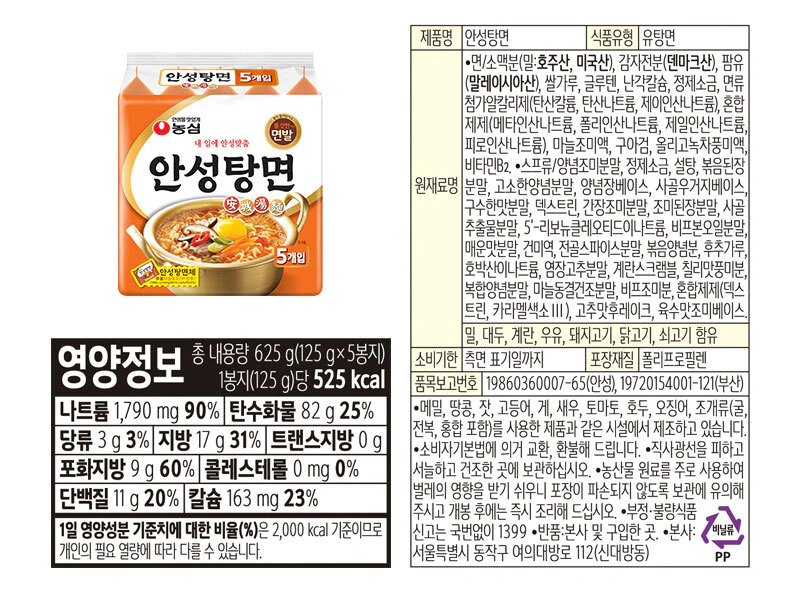 안성탕면 5개입
안성을 맛있게
농심
쫄깃한~
면발
내 입에 안성맞춤
안성탕면
安城湯麵
5개입
안성탕면체
영양정보
총 내용량 625 g(125 g×5봉지)
1봉지(125 g)당 525 kcal
나트륨 1,790 mg 90% 탄수화물 82 g 25%
당류 3 g 3% 지방 17 g 31% 트랜스지방 0 g
포화지방 9 g 60% 콜레스테롤 0 mg 0%
단백질 11 g 20% 칼슘 163 mg 23%
1일 영양성분 기준치에 대한 비율(%)은 2,000 kcal 기준이므로
개인의 필요 열량에 따라 다를 수 있습니다.
제품명 안성탕면 식품유형 유탕면
원재료명
•면/소맥분(밀:호주산, 미국산), 감자전분(덴마크산), 팜유
(말레이시아산), 쌀가루, 글루텐, 난각칼슘, 정제소금, 면류
첨가알칼리제(탄산칼륨, 탄산나트륨, 제이인산나트륨), 혼합
제제(메타인산나트륨, 폴리인산나트륨, 제일인산나트륨,
피로인산나트륨), 마늘조미액, 구아검, 올리고녹차풍미액,
비타민B2. •스프류/양념조미분말, 정제소금, 설탕, 볶음된장
분말, 고소한양념분말, 양념장베이스, 사골우거지베이스,
구수한맛분말, 덱스트린, 간장조미분말, 조미된장분말, 사골
추출물분말, 5'-리보뉴클레오티드이나트륨, 비프본오일분말,
매운맛분말, 건미역, 전골스파이스분말, 볶음양념분, 후추가루,
호박산이나트륨, 염장고추분말, 계란스크램블, 칠리맛풍미분,
복합양념분말, 마늘동결건조분말, 비프조미분, 혼합제제(덱스
트린, 카라멜색소Ⅲ), 고추맛후레이크, 육수맛조미베이스.
밀, 대두, 계란, 우유, 돼지고기, 닭고기, 쇠고기 함유
소비기한 측면 표기일까지 포장재질 폴리프로필렌
품목보고번호 19860360007-65(안성), 19720154001-121(부산)
•메밀, 땅콩, 잣, 고등어, 게, 새우, 토마토, 호두, 오징어, 조개류(굴,
전복, 홍합 포함)를 사용한 제품과 같은 시설에서 제조하고 있습니다.
•소비자기본법에 의거 교환, 환불해 드립니다. •직사광선을 피하고
서늘하고 건조한 곳에 보관하십시오. •농산물 원료를 주로 사용하여
벌레의 영향을 받기 쉬우니 포장이 파손되지 않도록 보관에 유의해
주시고 개봉 후에는 즉시 조리해 드십시오. •부정·불량식품
신고는 국번없이 1399 •반품:본사 및 구입한 곳. •본사:
서울특별시 동작구 여의대방로 112(신대방동)
비닐류
PP